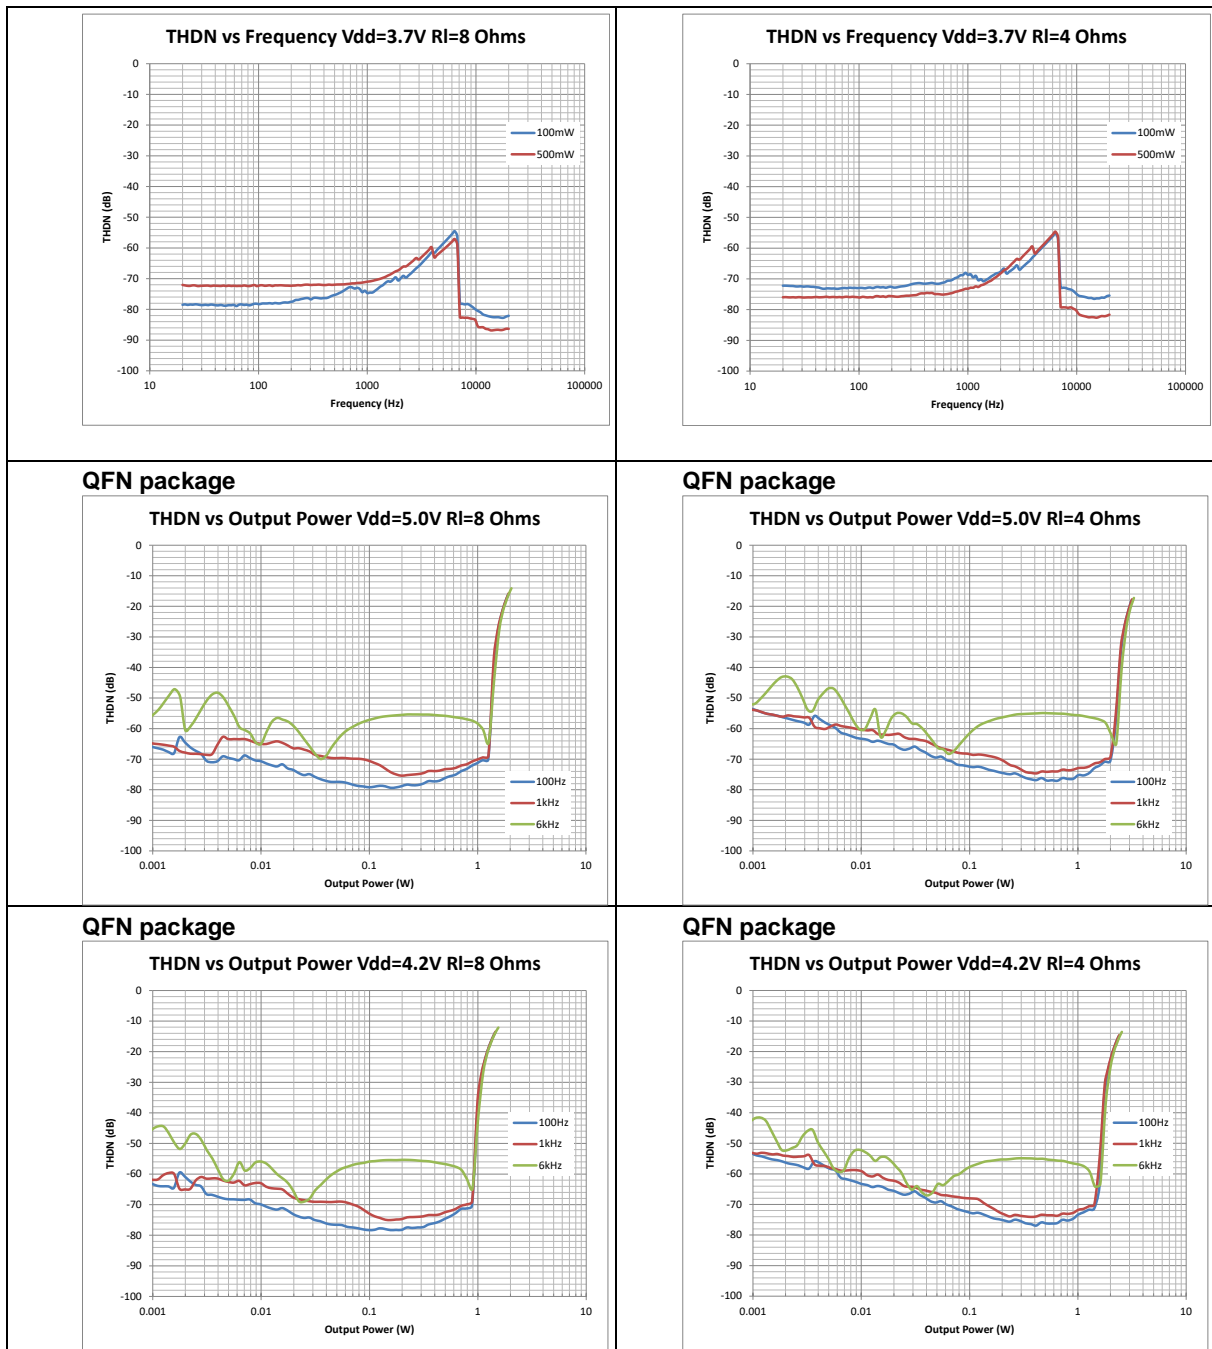 THDN vs Frequency Vdd=3.7V Rl=8 Ohms
0
-10
-20
-30
-40
-50
-60
-70
-80
-90
-100
THDN (dB)
100mW
500mW
10
100
1000
10000
100000
Frequency (Hz)
THDN vs Frequency Vdd=3.7V Rl=4 Ohms
0
-10
-20
-30
-40
-50
-60
-70
-80
-90
-100
THDN (dB)
100mW
500mW
10
100
1000
10000
100000
Frequency (Hz)
QFN package
THDN vs Output Power Vdd=5.0V Rl=8 Ohms
0
-10
-20
-30
-40
-50
-60
-70
-80
-90
-100
THDN (dB)
100Hz
1kHz
6kHz
0.001
0.01
0.1
1
10
Output Power (W)
QFN package
THDN vs Output Power Vdd=5.0V Rl=4 Ohms
0
-10
-20
-30
-40
-50
-60
-70
-80
-90
-100
THDN (dB)
100Hz
1kHz
6kHz
0.001
0.01
0.1
1
10
Output Power (W)
QFN package
THDN vs Output Power Vdd=4.2V Rl=8 Ohms
0
-10
-20
-30
-40
-50
-60
-70
-80
-90
-100
THDN (dB)
100Hz
1kHz
6kHz
0.001
0.01
0.1
1
10
Output Power (W)
QFN package
THDN vs Output Power Vdd=4.2V Rl=4 Ohms
0
-10
-20
-30
-40
-50
-60
-70
-80
-90
-100
THDN (dB)
100Hz
1kHz
6kHz
0.001
0.01
0.1
1
10
Output Power (W)